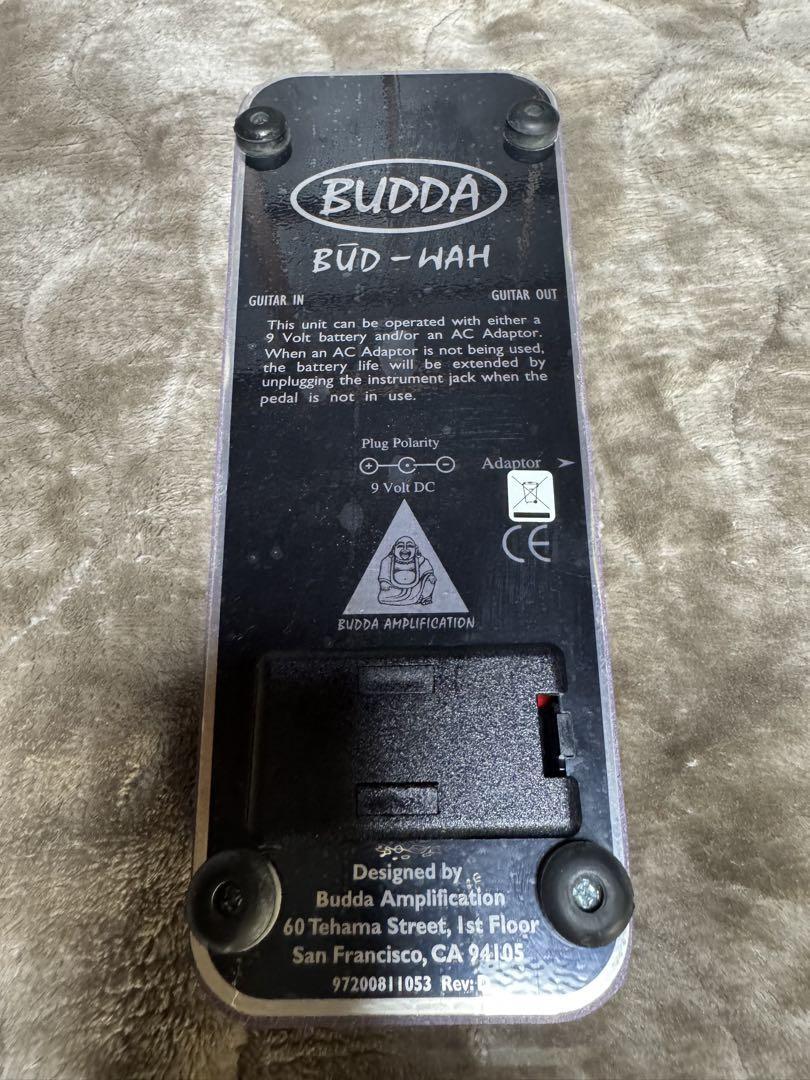 BUDDA
BŪD-WAH
GUITAR IN
GUITAR OUT
This unit can be operated with either a
9 Volt battery and/or an AC Adaptor.
When an AC Adaptor is not being used,
the battery life will be extended by
unplugging the instrument jack when the
pedal is not in use.
Plug Polarity
Adaptor
9 Volt DC
CE
BUDDA AMPLIFICATION
Designed by
Budda Amplification
60 Tehama Street, 1st Floor
San Francisco, CA 94105
97200811053 Rev: